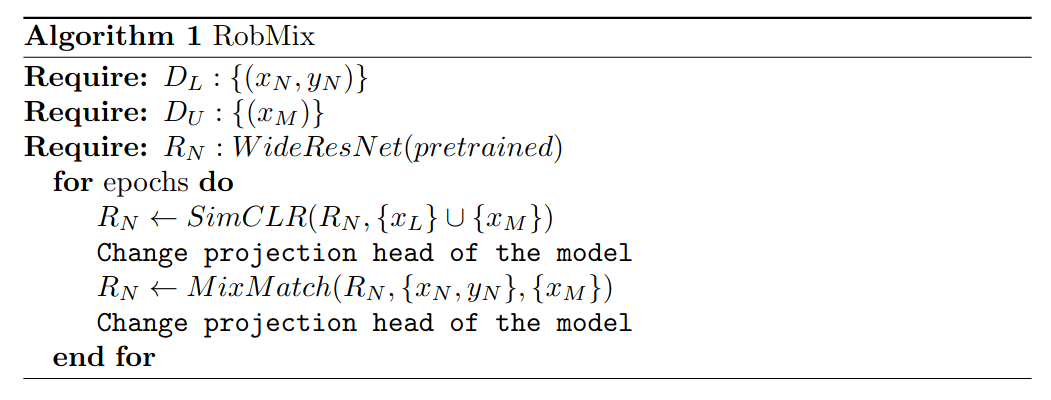 Algorithm 1 RobMix
Require: D_L : {(x_N, y_N)}
Require: D_U : {(x_M)}
Require: R_N : WideResNet(pretrained)
for epochs do
R_N ← SimCLR(R_N, {x_L} ∪ {x_M})
Change projection head of the model
R_N ← MixMatch(R_N, {x_N, y_N}, {x_M})
Change projection head of the model
end for